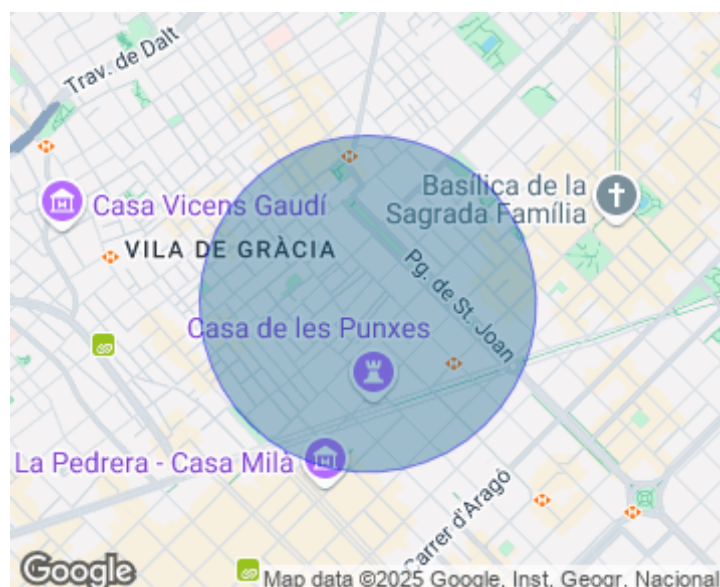 Trav. de Dalt
Casa Vicens Gaudí
Basílica de la
Sagrada Família
VILA DE GRÀCIA
Pg. de St. Joan
Casa de les Punxes
La Pedrera - Casa Milà
Carrer d'Aragó
Google
Map data ©2025 Google, Inst. Geogr. Nacional